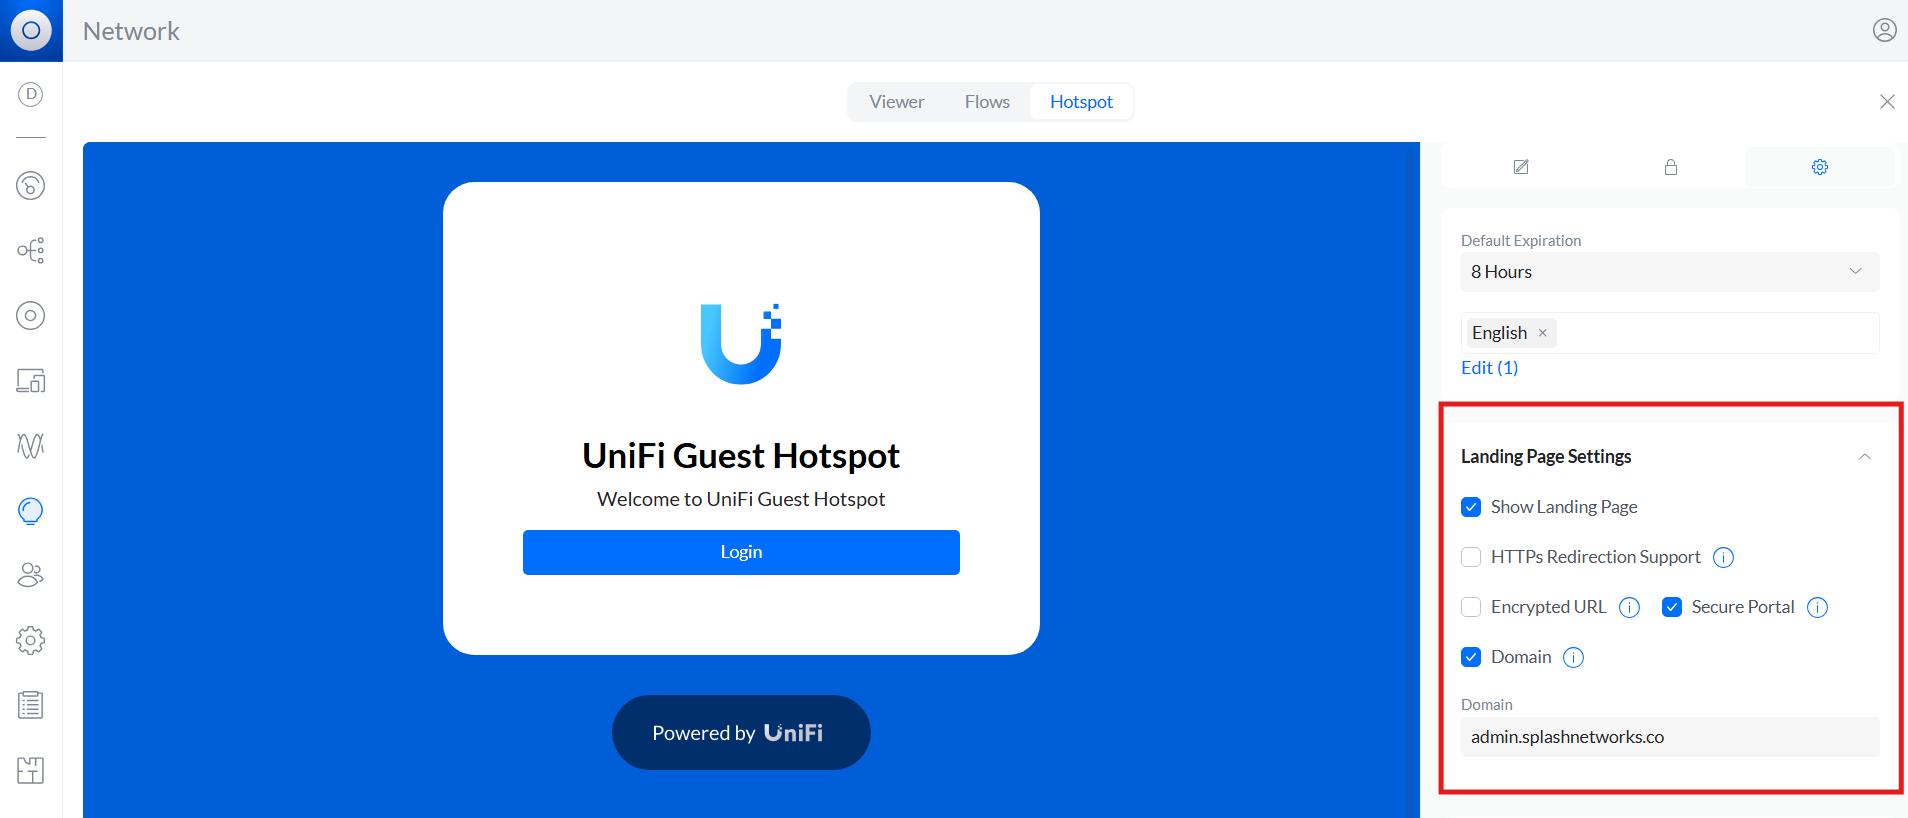 Network
D
Viewer Flows Hotspot
UniFi Guest Hotspot
Welcome to UniFi Guest Hotspot
Login
Powered by UniFi
Default Expiration
8 Hours
English ×
Edit (1)
Landing Page Settings
Show Landing Page
HTTPs Redirection Support i
Encrypted URL i Secure Portal i
Domain i
Domain
admin.splashnetworks.co